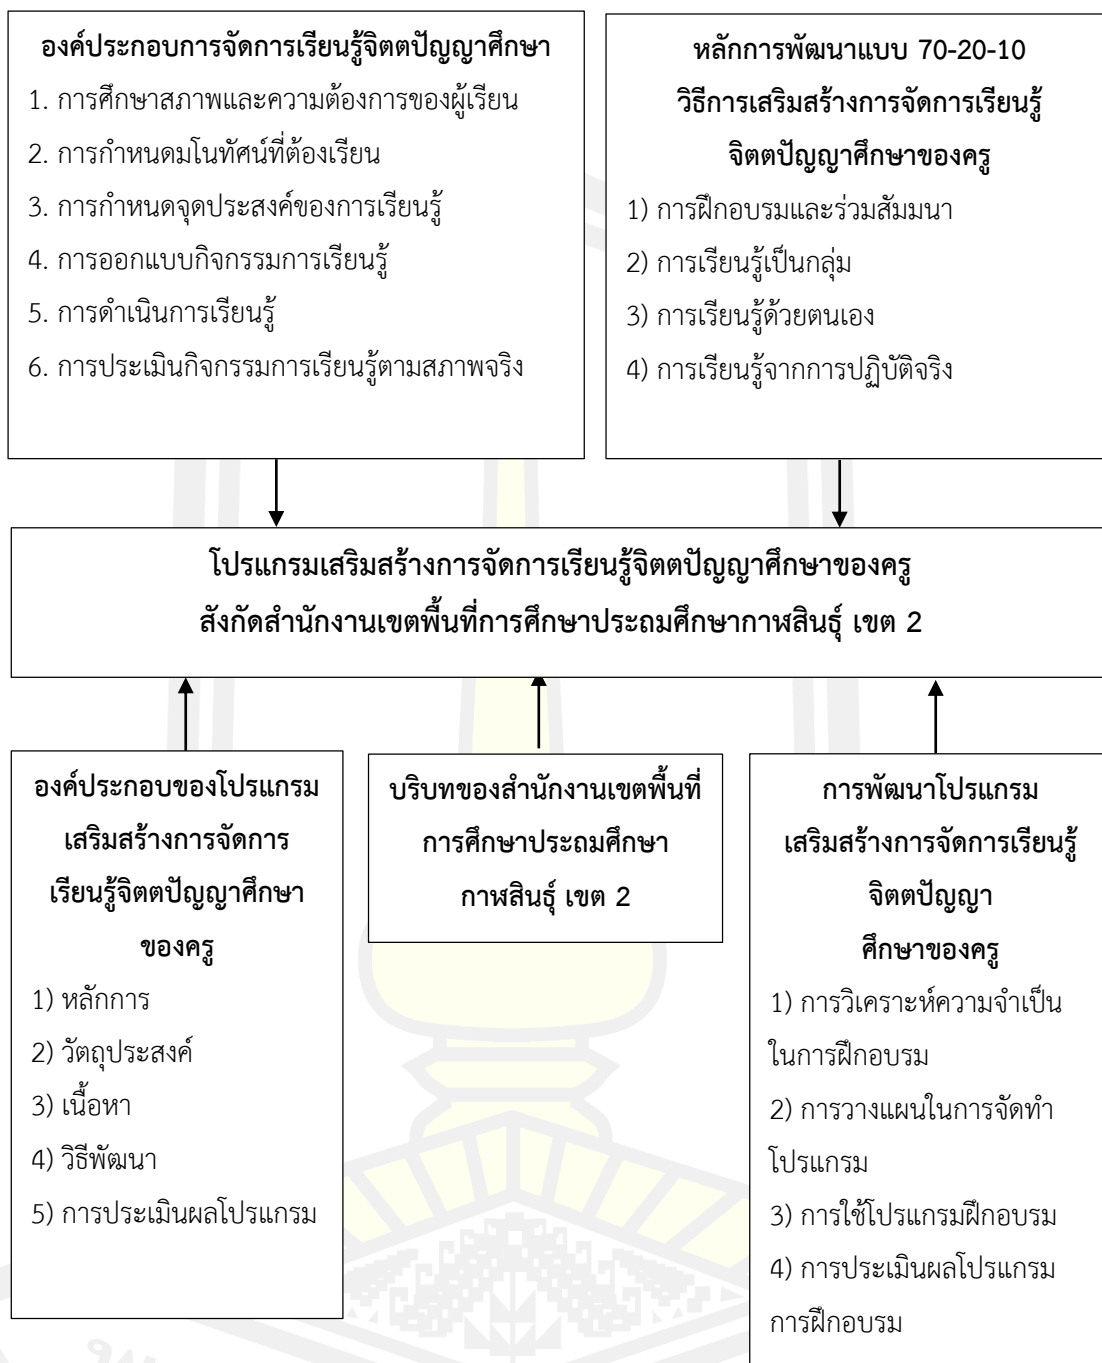 องค์ประกอบการจัดการเรียนรู้จิตตปัญญาศึกษา
1. การศึกษาสภาพและความต้องการของผู้เรียน
2. การกำหนดมโนทัศน์ที่ต้องเรียน
3. การกำหนดจุดประสงค์ของการเรียนรู้
4. การออกแบบกิจกรรมการเรียนรู้
5. การดำเนินการเรียนรู้
6. การประเมินกิจกรรมการเรียนรู้ตามสภาพจริง
หลักการพัฒนาแบบ 70-20-10
วิธีการเสริมสร้างการจัดการเรียนรู้
จิตตปัญญาศึกษาของครู
1) การฝึกอบรมและร่วมสัมมนา
2) การเรียนรู้เป็นกลุ่ม
3) การเรียนรู้ด้วยตนเอง
4) การเรียนรู้จากการปฏิบัติจริง
โปรแกรมเสริมสร้างการจัดการเรียนรู้จิตตปัญญาศึกษาของครู
สังกัดสำนักงานเขตพื้นที่การศึกษาประถมศึกษากาฬสินธุ์ เขต 2
องค์ประกอบของโปรแกรม
เสริมสร้างการจัดการ
เรียนรู้จิตตปัญญาศึกษา
ของครู
1) หลักการ
2) วัตถุประสงค์
3) เนื้อหา
4) วิธีพัฒนา
5) การประเมินผลโปรแกรม
บริบทของสำนักงานเขตพื้นที่
การศึกษาประถมศึกษา
กาฬสินธุ์ เขต 2
การพัฒนาโปรแกรม
เสริมสร้างการจัดการเรียนรู้
จิตตปัญญา
ศึกษาของครู
1) การวิเคราะห์ความจำเป็น
ในการฝึกอบรม
2) การวางแผนในการจัดทำ
โปรแกรม
3) การใช้โปรแกรมฝึกอบรม
4) การประเมินผลโปรแกรม
การฝึกอบรม